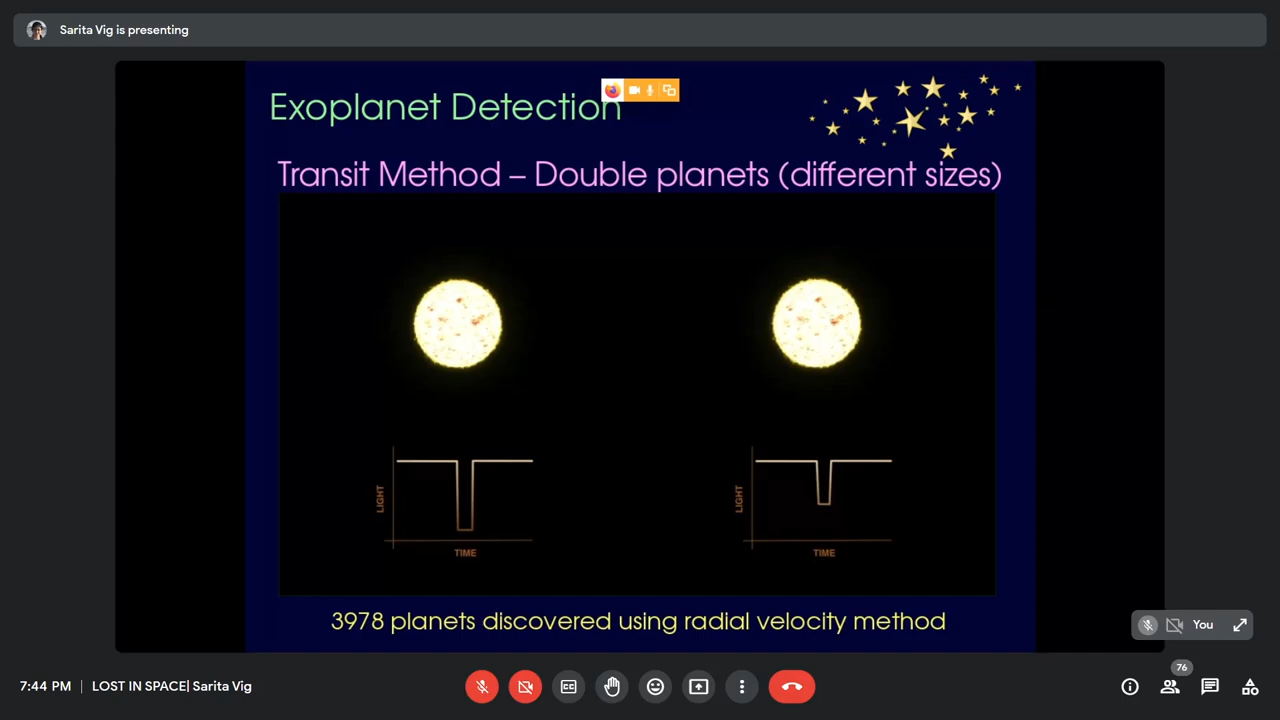 Sarita Vig is presenting
Exoplanet Detection
Transit Method – Double planets (different sizes)
LIGHT
TIME
LIGHT
TIME
3978 planets discovered using radial velocity method
You
76
7:44 PM | LOST IN SPACE| Sarita Vig